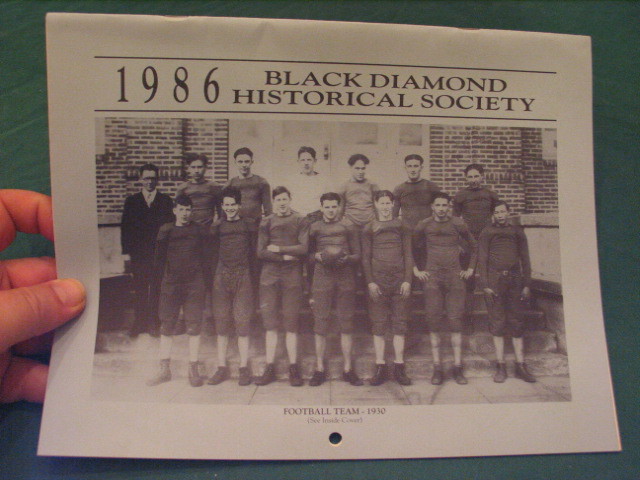 1986
BLACK DIAMOND
HISTORICAL SOCIETY
FOOTBALL TEAM - 1930
(See Inside Cover)